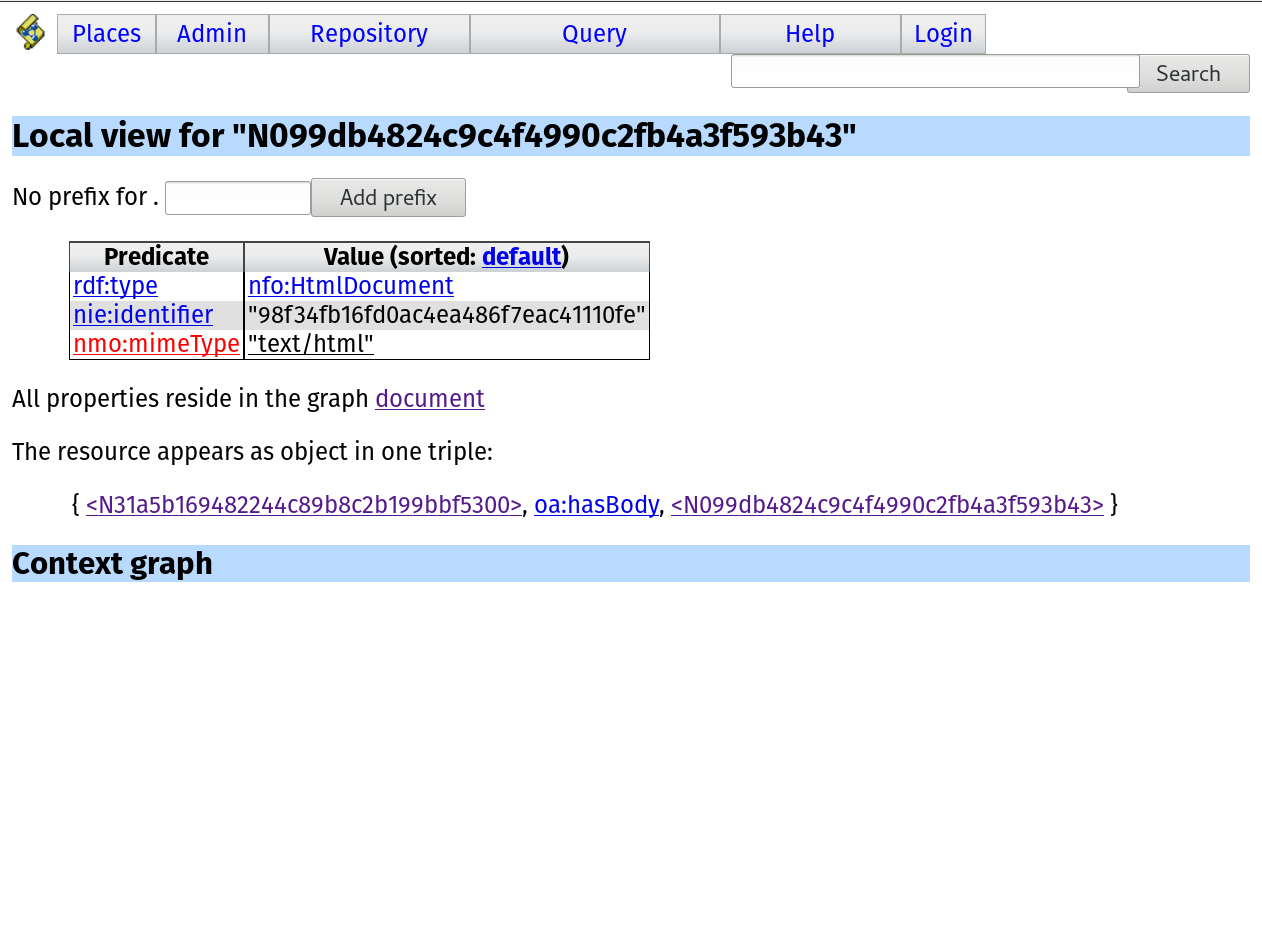 Places Admin Repository Query Help Login
Search
Local view for "N099db4824c9c4f4990c2fb4a3f593b43"
No prefix for . Add prefix
Predicate Value (sorted: default)
rdf:type nfo:HtmlDocument
nie:identifier "98f34fb16fd0ac4ea486f7eac41110fe"
nmo:mimeType "text/html"
All properties reside in the graph document
The resource appears as object in one triple:
{ <N31a5b169482244c89b8c2b199bbf5300>, oa:hasBody, <N099db4824c9c4f4990c2fb4a3f593b43> }
Context graph